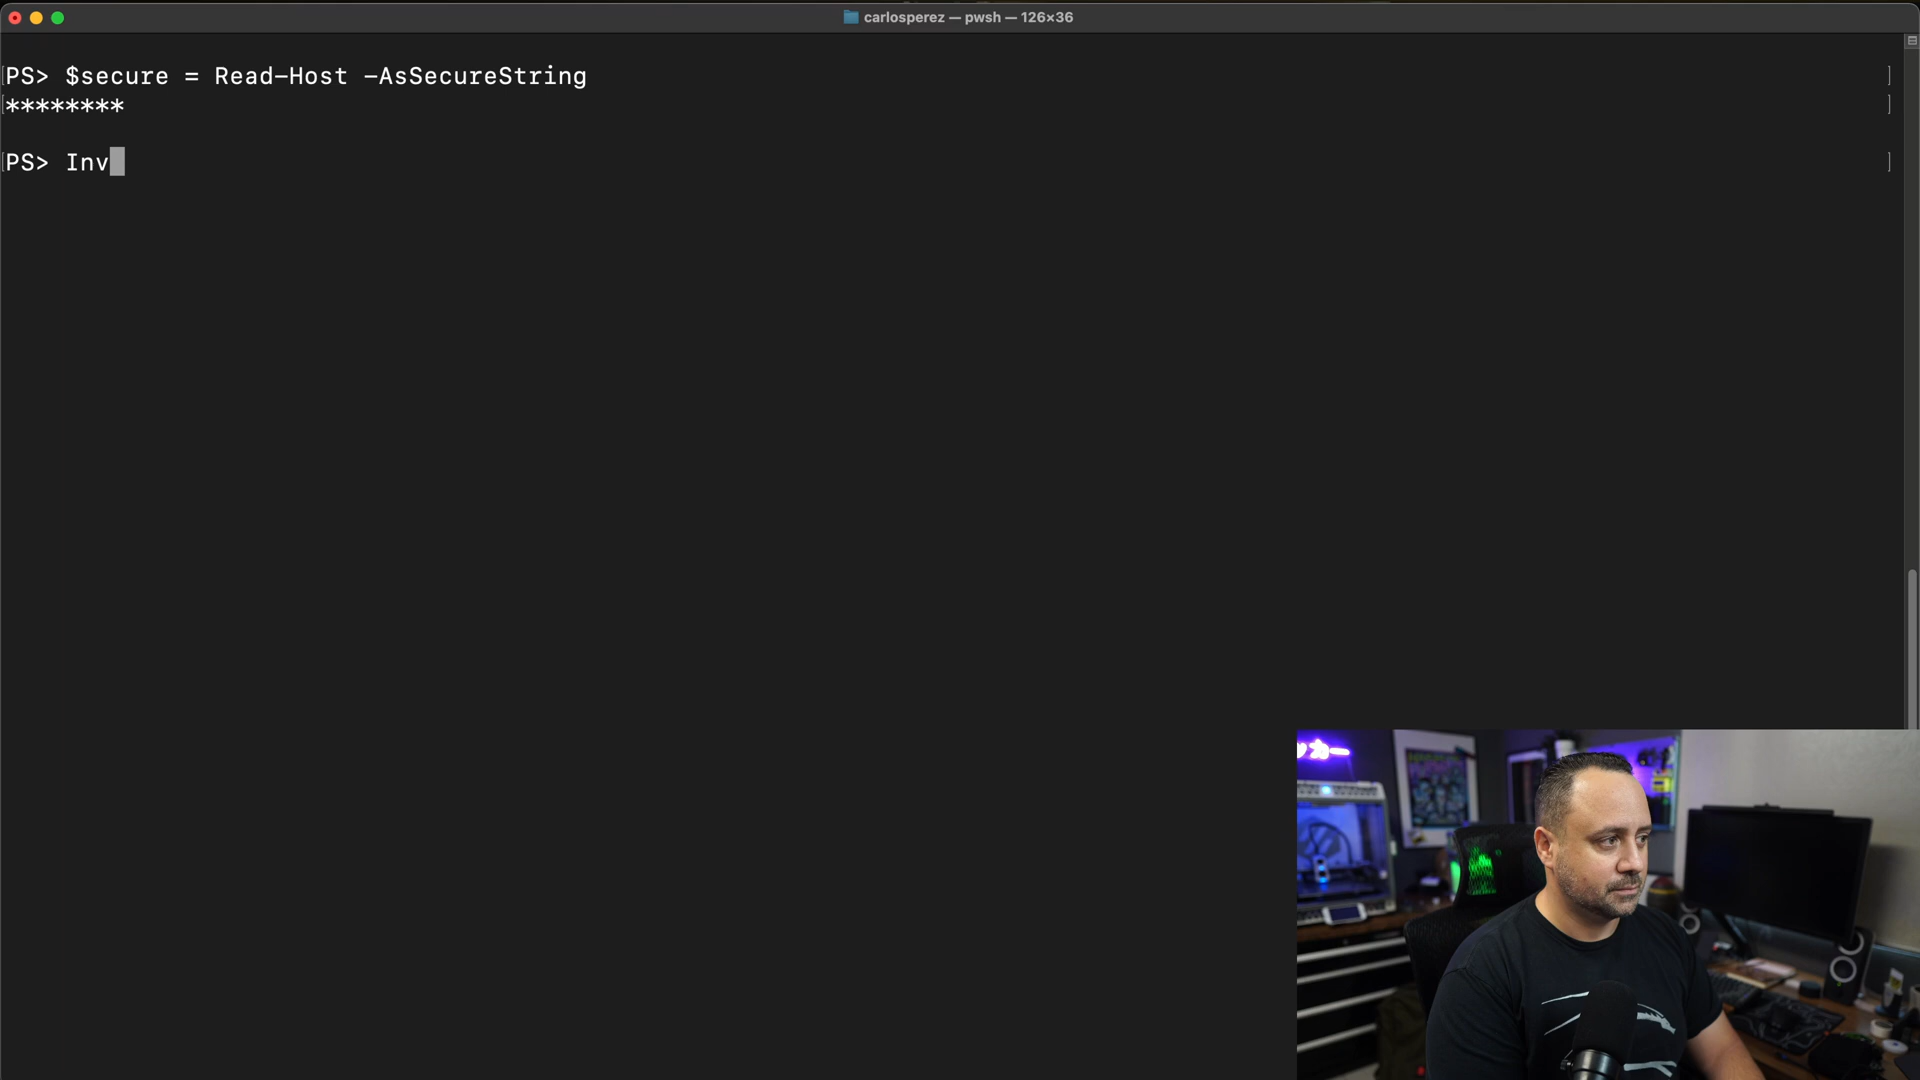 carlosperez — pwsh — 126×36
PS> $secure = Read-Host -AsSecureString
********
PS> Inv